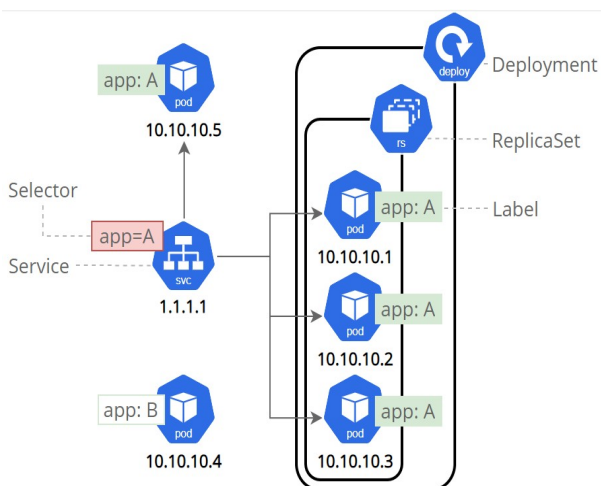 deploy
Deployment
app: A
pod
10.10.10.5
rs
ReplicaSet
Selector
app=A
Service
svc
1.1.1.1
pod
app: A
Label
10.10.10.1
pod
app: A
10.10.10.2
app: B
pod
10.10.10.4
pod
app: A
10.10.10.3